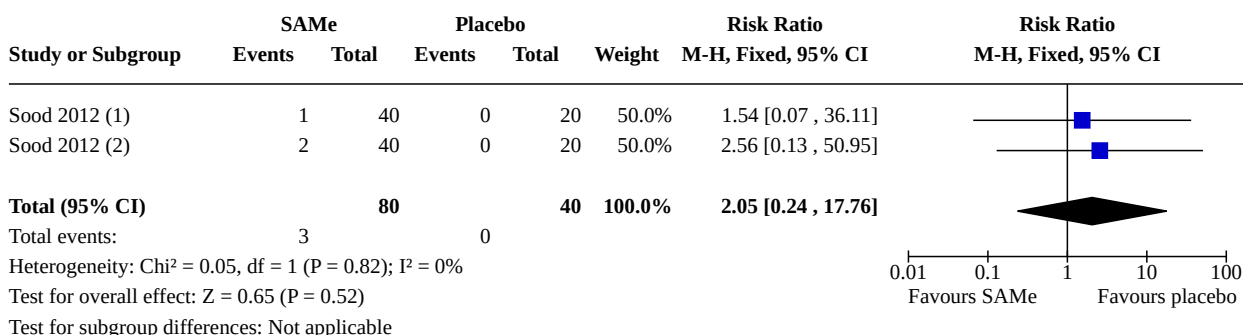 SAMe Placebo Risk Ratio Risk Ratio
Study or Subgroup Events Total Events Total Weight M-H, Fixed, 95% CI M-H, Fixed, 95% CI
Sood 2012 (1) 1 40 0 20 50.0% 1.54 [0.07 , 36.11]
Sood 2012 (2) 2 40 0 20 50.0% 2.56 [0.13 , 50.95]
Total (95% CI) 80 40 100.0% 2.05 [0.24 , 17.76]
Total events: 3 0
Heterogeneity: Chi² = 0.05, df = 1 (P = 0.82); I² = 0%
0.01 0.1 1 10 100
Test for overall effect: Z = 0.65 (P = 0.52) Favours SAMe Favours placebo
Test for subgroup differences: Not applicable